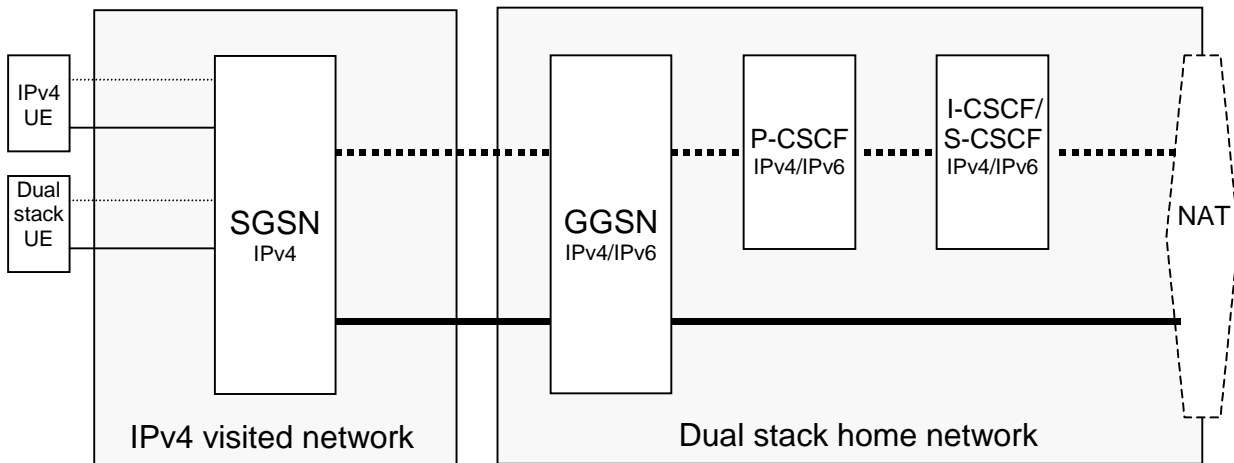 IPv4
UE
Dual
stack
UE
SGSN
IPv4
IPv4 visited network
GGSN
IPv4/IPv6
P-CSCF
IPv4/IPv6
I-CSCF/
S-CSCF
IPv4/IPv6
NAT
Dual stack home network